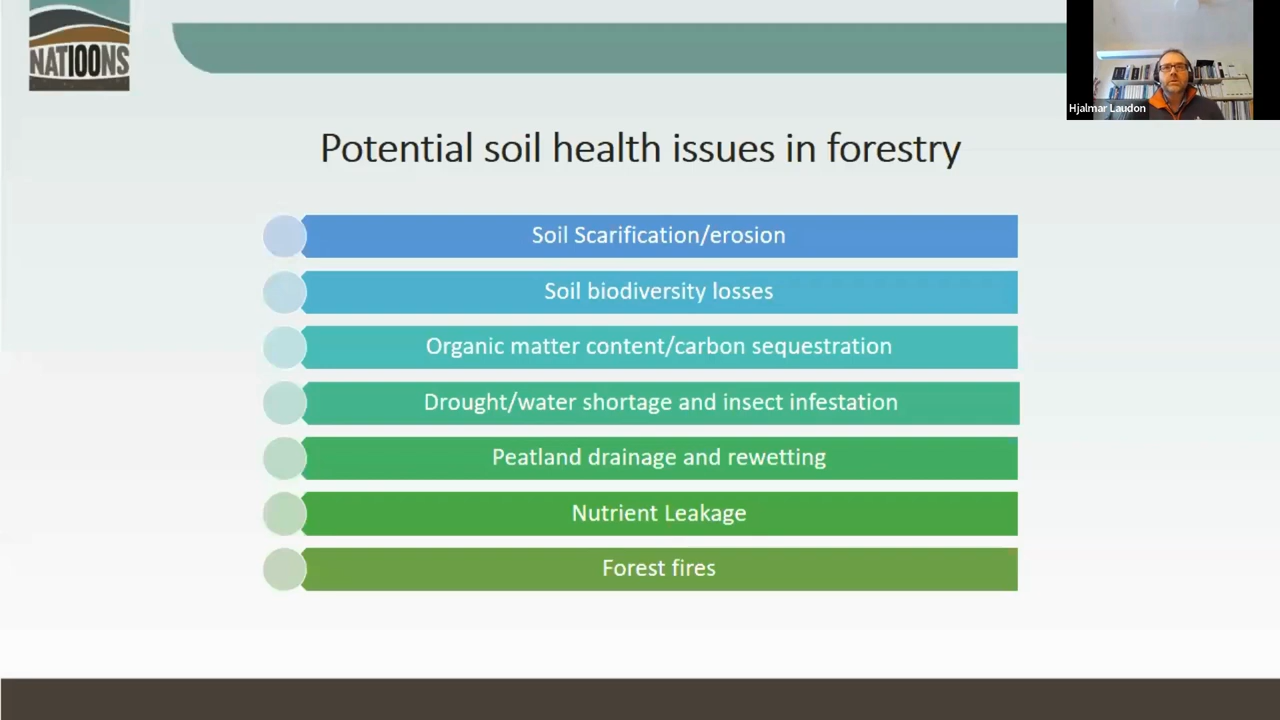 NATI00NS
Hjalmar Laudon
Potential soil health issues in forestry
Soil Scarification/erosion
Soil biodiversity losses
Organic matter content/carbon sequestration
Drought/water shortage and insect infestation
Peatland drainage and rewetting
Nutrient Leakage
Forest fires